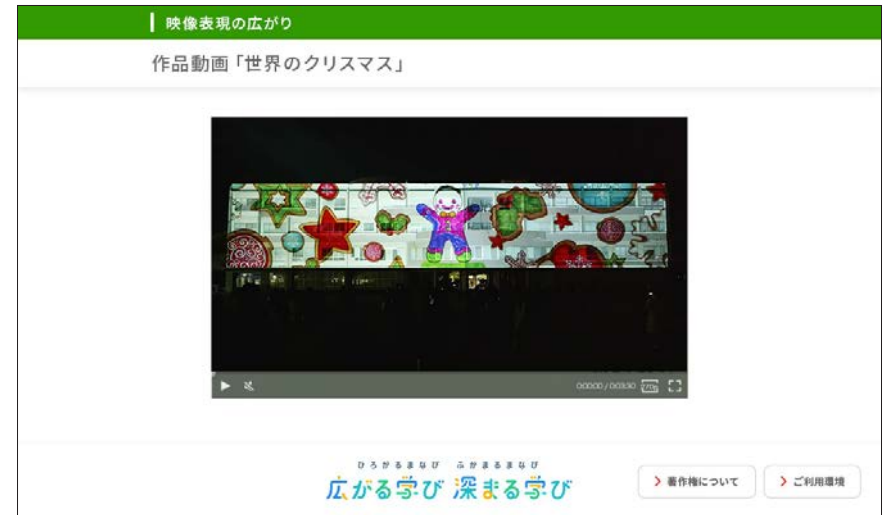 映像表現の広がり
作品動画「世界のクリスマス」
00:00 / 03:30
ひろがるまなび ふかまるまなび
広がる学び 深まる学び
著作権について
ご利用環境